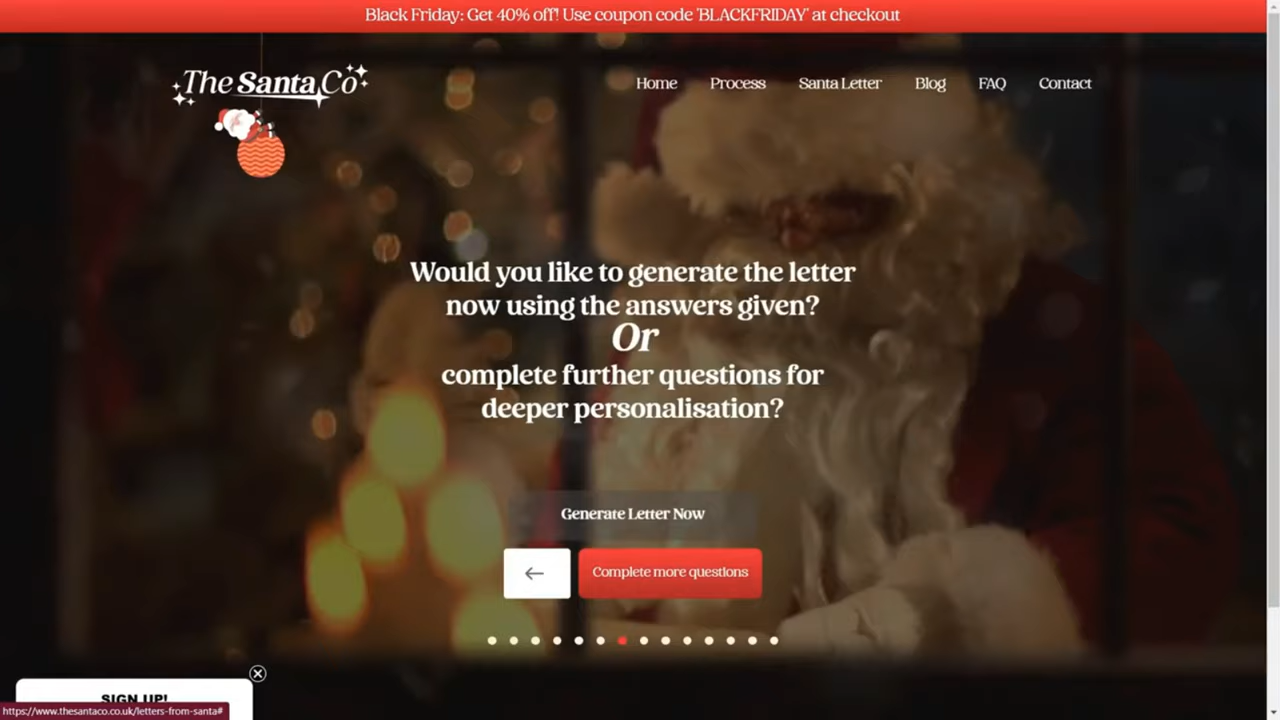 Black Friday: Get 40% off! Use coupon code 'BLACKFRIDAY' at checkout
The Santa Co
Home Process Santa Letter Blog FAQ Contact
Would you like to generate the letter
now using the answers given?
Or
complete further questions for
deeper personalisation?
Generate Letter Now
Complete more questions
SIGN UP!
https://www.thesantaco.co.uk/letters-from-santa#